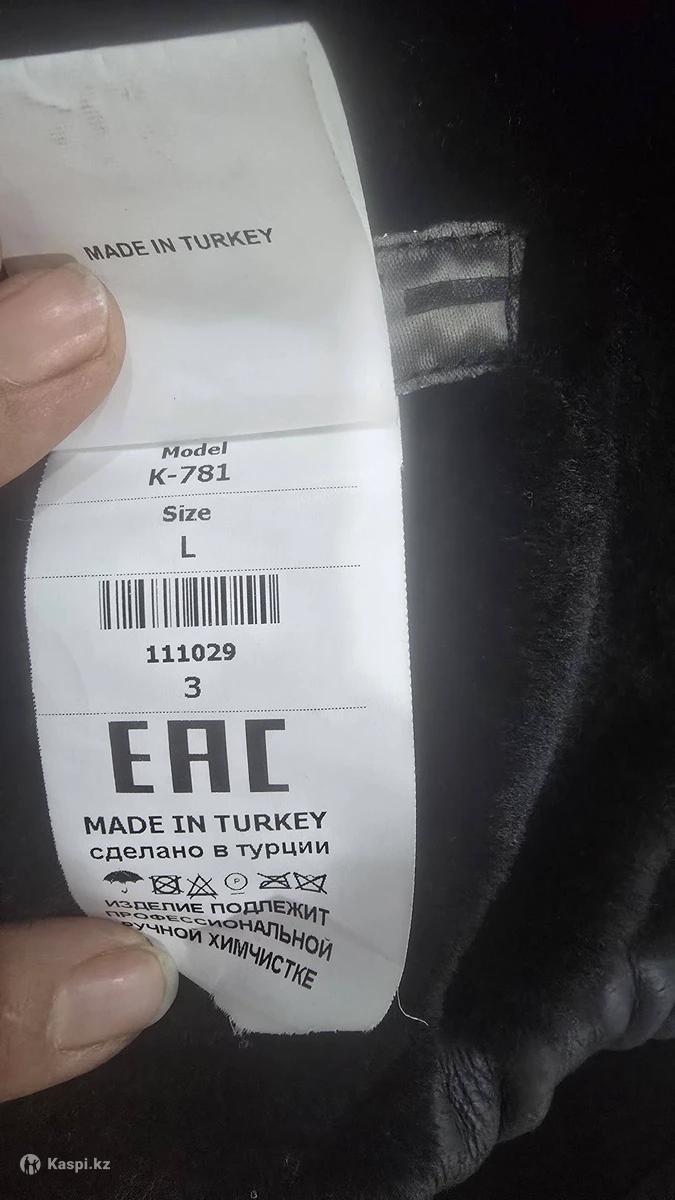 MADE IN TURKEY
Model
K-781
Size
L
111029
3
EAC
MADE IN TURKEY
сделано в турции
P
ИЗДЕЛИЕ ПОДЛЕЖИТ
ПРОФЕССИОНАЛЬНОЙ
РУЧНОЙ ХИМЧИСТКЕ
Kaspi.kz